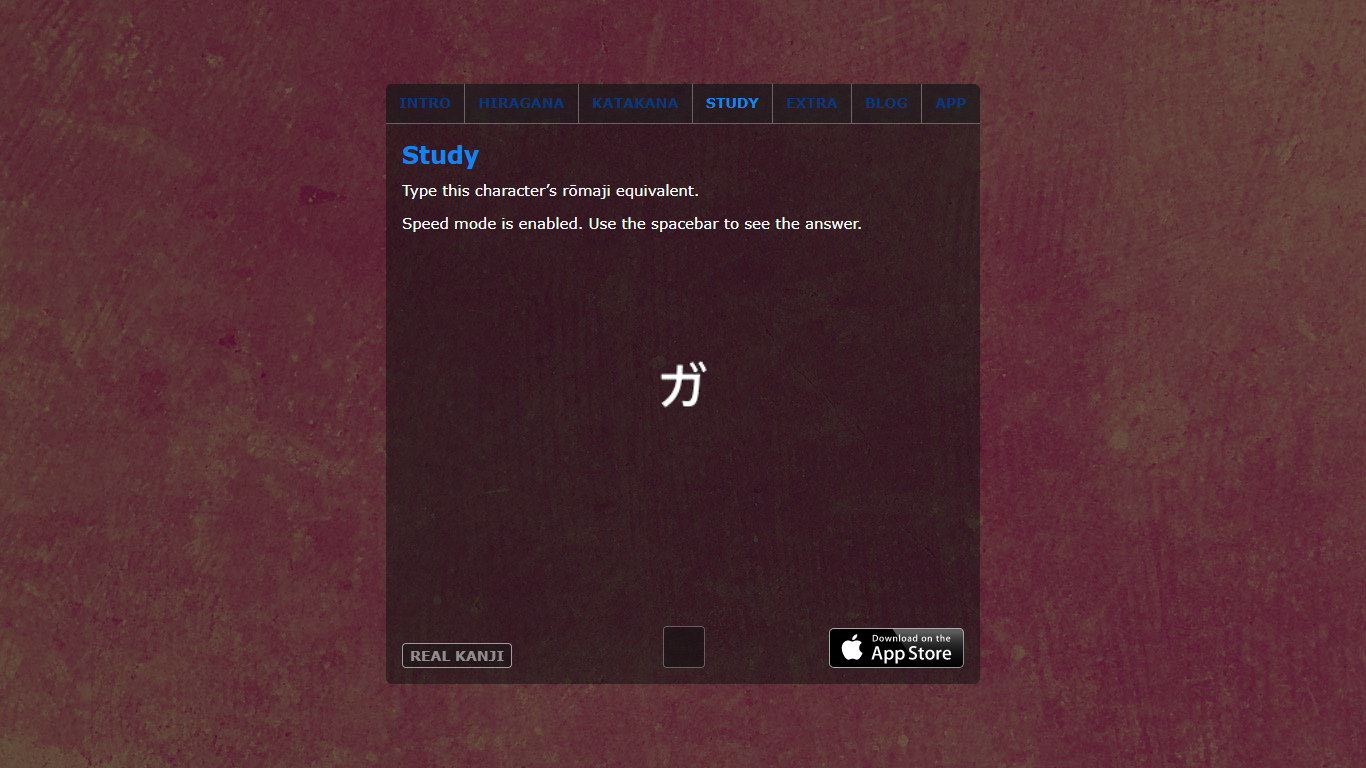 INTRO HIRAGANA KATAKANA STUDY EXTRA BLOG APP
Study
Type this character’s rōmaji equivalent.
Speed mode is enabled. Use the spacebar to see the answer.
ガ
REAL KANJI
Download on the
App Store